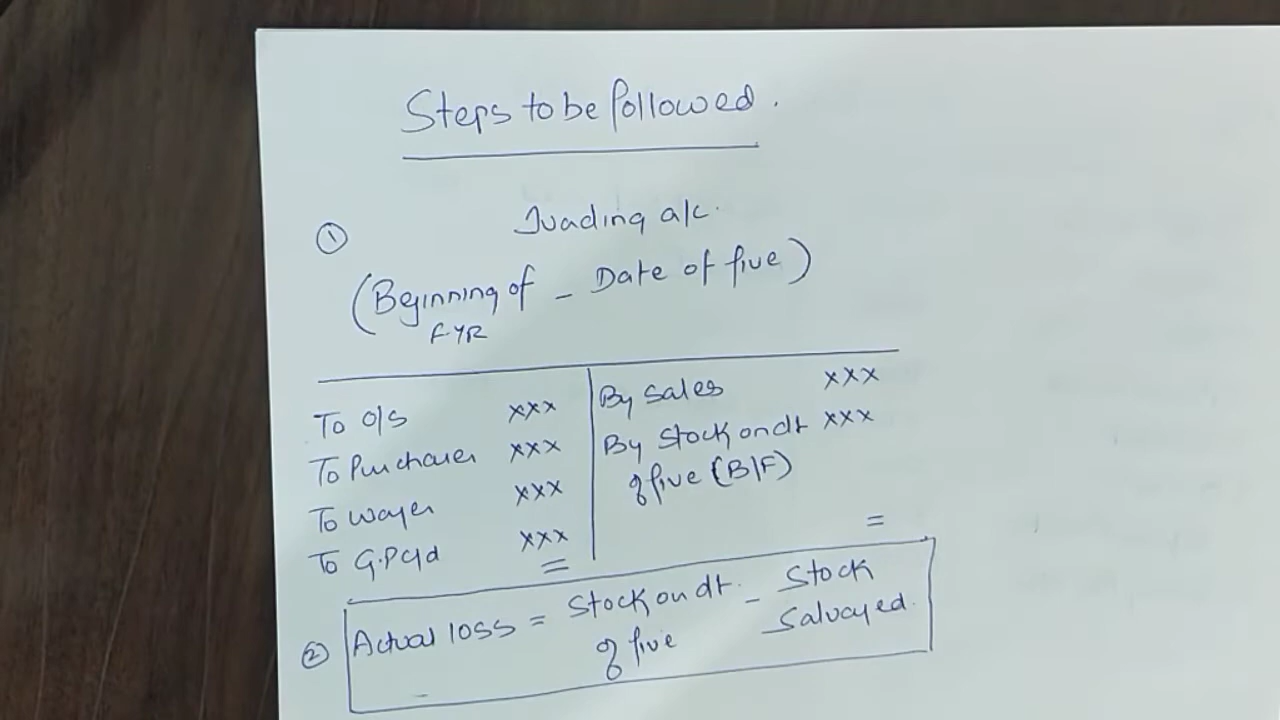 Steps to be followed.
① Trading a/c.
(Beginning of - Date of fire)
F.YR
To O/S xxx
To Purchases xxx
To Wages xxx
To G.P c/d xxx
=
By Sales xxx
By Stock on dt xxx
of fire (B/F)
=
② Actual loss = Stock on dt. - Stock
of fire Salvaged.